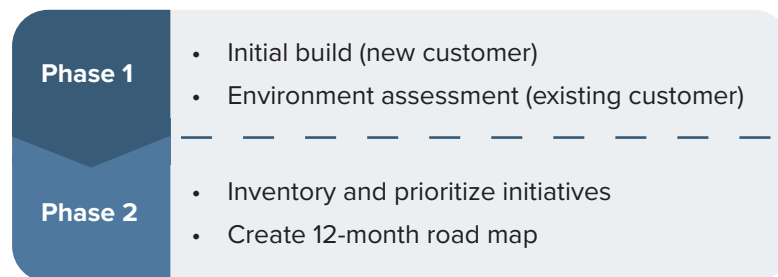 Phase 1
• Initial build (new customer)
• Environment assessment (existing customer)
Phase 2
• Inventory and prioritize initiatives
• Create 12-month road map